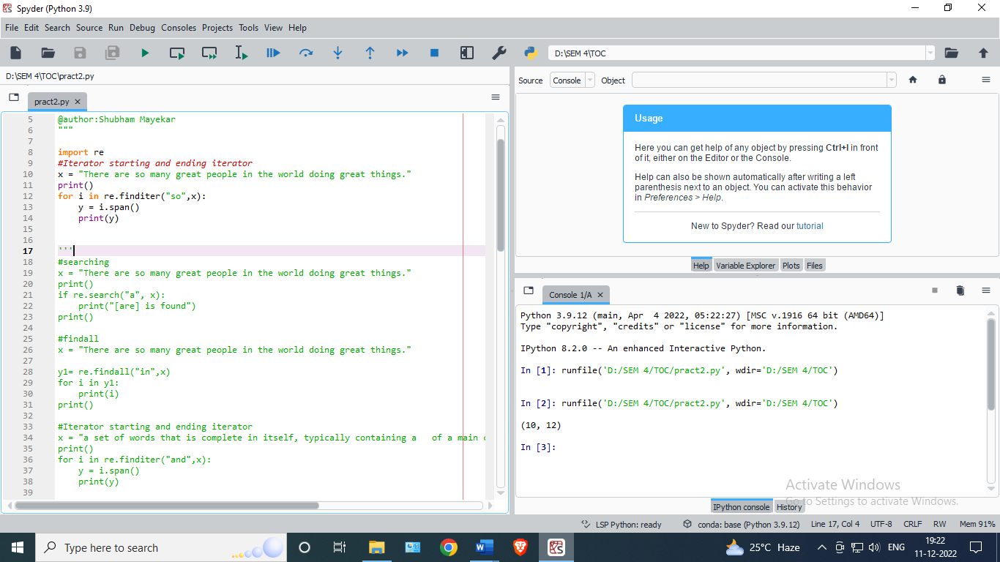 Spyder (Python 3.9)
File Edit Search Source Run Debug Consoles Projects Tools View Help
D:\SEM 4\TOC
D:\SEM 4\TOC\pract2.py
pract2.py
5 @author:Shubham Mayekar
6 """
7
8 import re
9 #Iterator starting and ending iterator
10 x = "There are so many great people in the world doing great things."
11 print()
12 for i in re.finditer("so",x):
13     y = i.span()
14     print(y)
15
16
17 '''
18 #searching
19 x = "There are so many great people in the world doing great things."
20 print()
21 if re.search("a", x):
22     print("[are] is found")
23 print()
24
25 #findall
26 x = "There are so many great people in the world doing great things."
27
28 y1= re.findall("in",x)
29 for i in y1:
30     print(i)
31 print()
32
33 #Iterator starting and ending iterator
34 x = "a set of words that is complete in itself, typically containing a   of a main
35 print()
36 for i in re.finditer("and",x):
37     y = i.span()
38     print(y)
39
Source Console Object
Usage
Here you can get help of any object by pressing Ctrl+I in front
of it, either on the Editor or the Console.
Help can also be shown automatically after writing a left
parenthesis next to an object. You can activate this behavior
in Preferences > Help.
New to Spyder? Read our tutorial
Help Variable Explorer Plots Files
Console 1/A
Python 3.9.12 (main, Apr  4 2022, 05:22:27) [MSC v.1916 64 bit (AMD64)]
Type "copyright", "credits" or "license" for more information.
IPython 8.2.0 -- An enhanced Interactive Python.
In [1]: runfile('D:/SEM 4/TOC/pract2.py', wdir='D:/SEM 4/TOC')
In [2]: runfile('D:/SEM 4/TOC/pract2.py', wdir='D:/SEM 4/TOC')
(10, 12)
In [3]:
Activate Windows
Go to Settings to activate Windows.
IPython console History
LSP Python: ready conda: base (Python 3.9.12) Line 17, Col 4 UTF-8 CRLF RW Mem 91%
Type here to search
25°C Haze ENG
19:22
11-12-2022